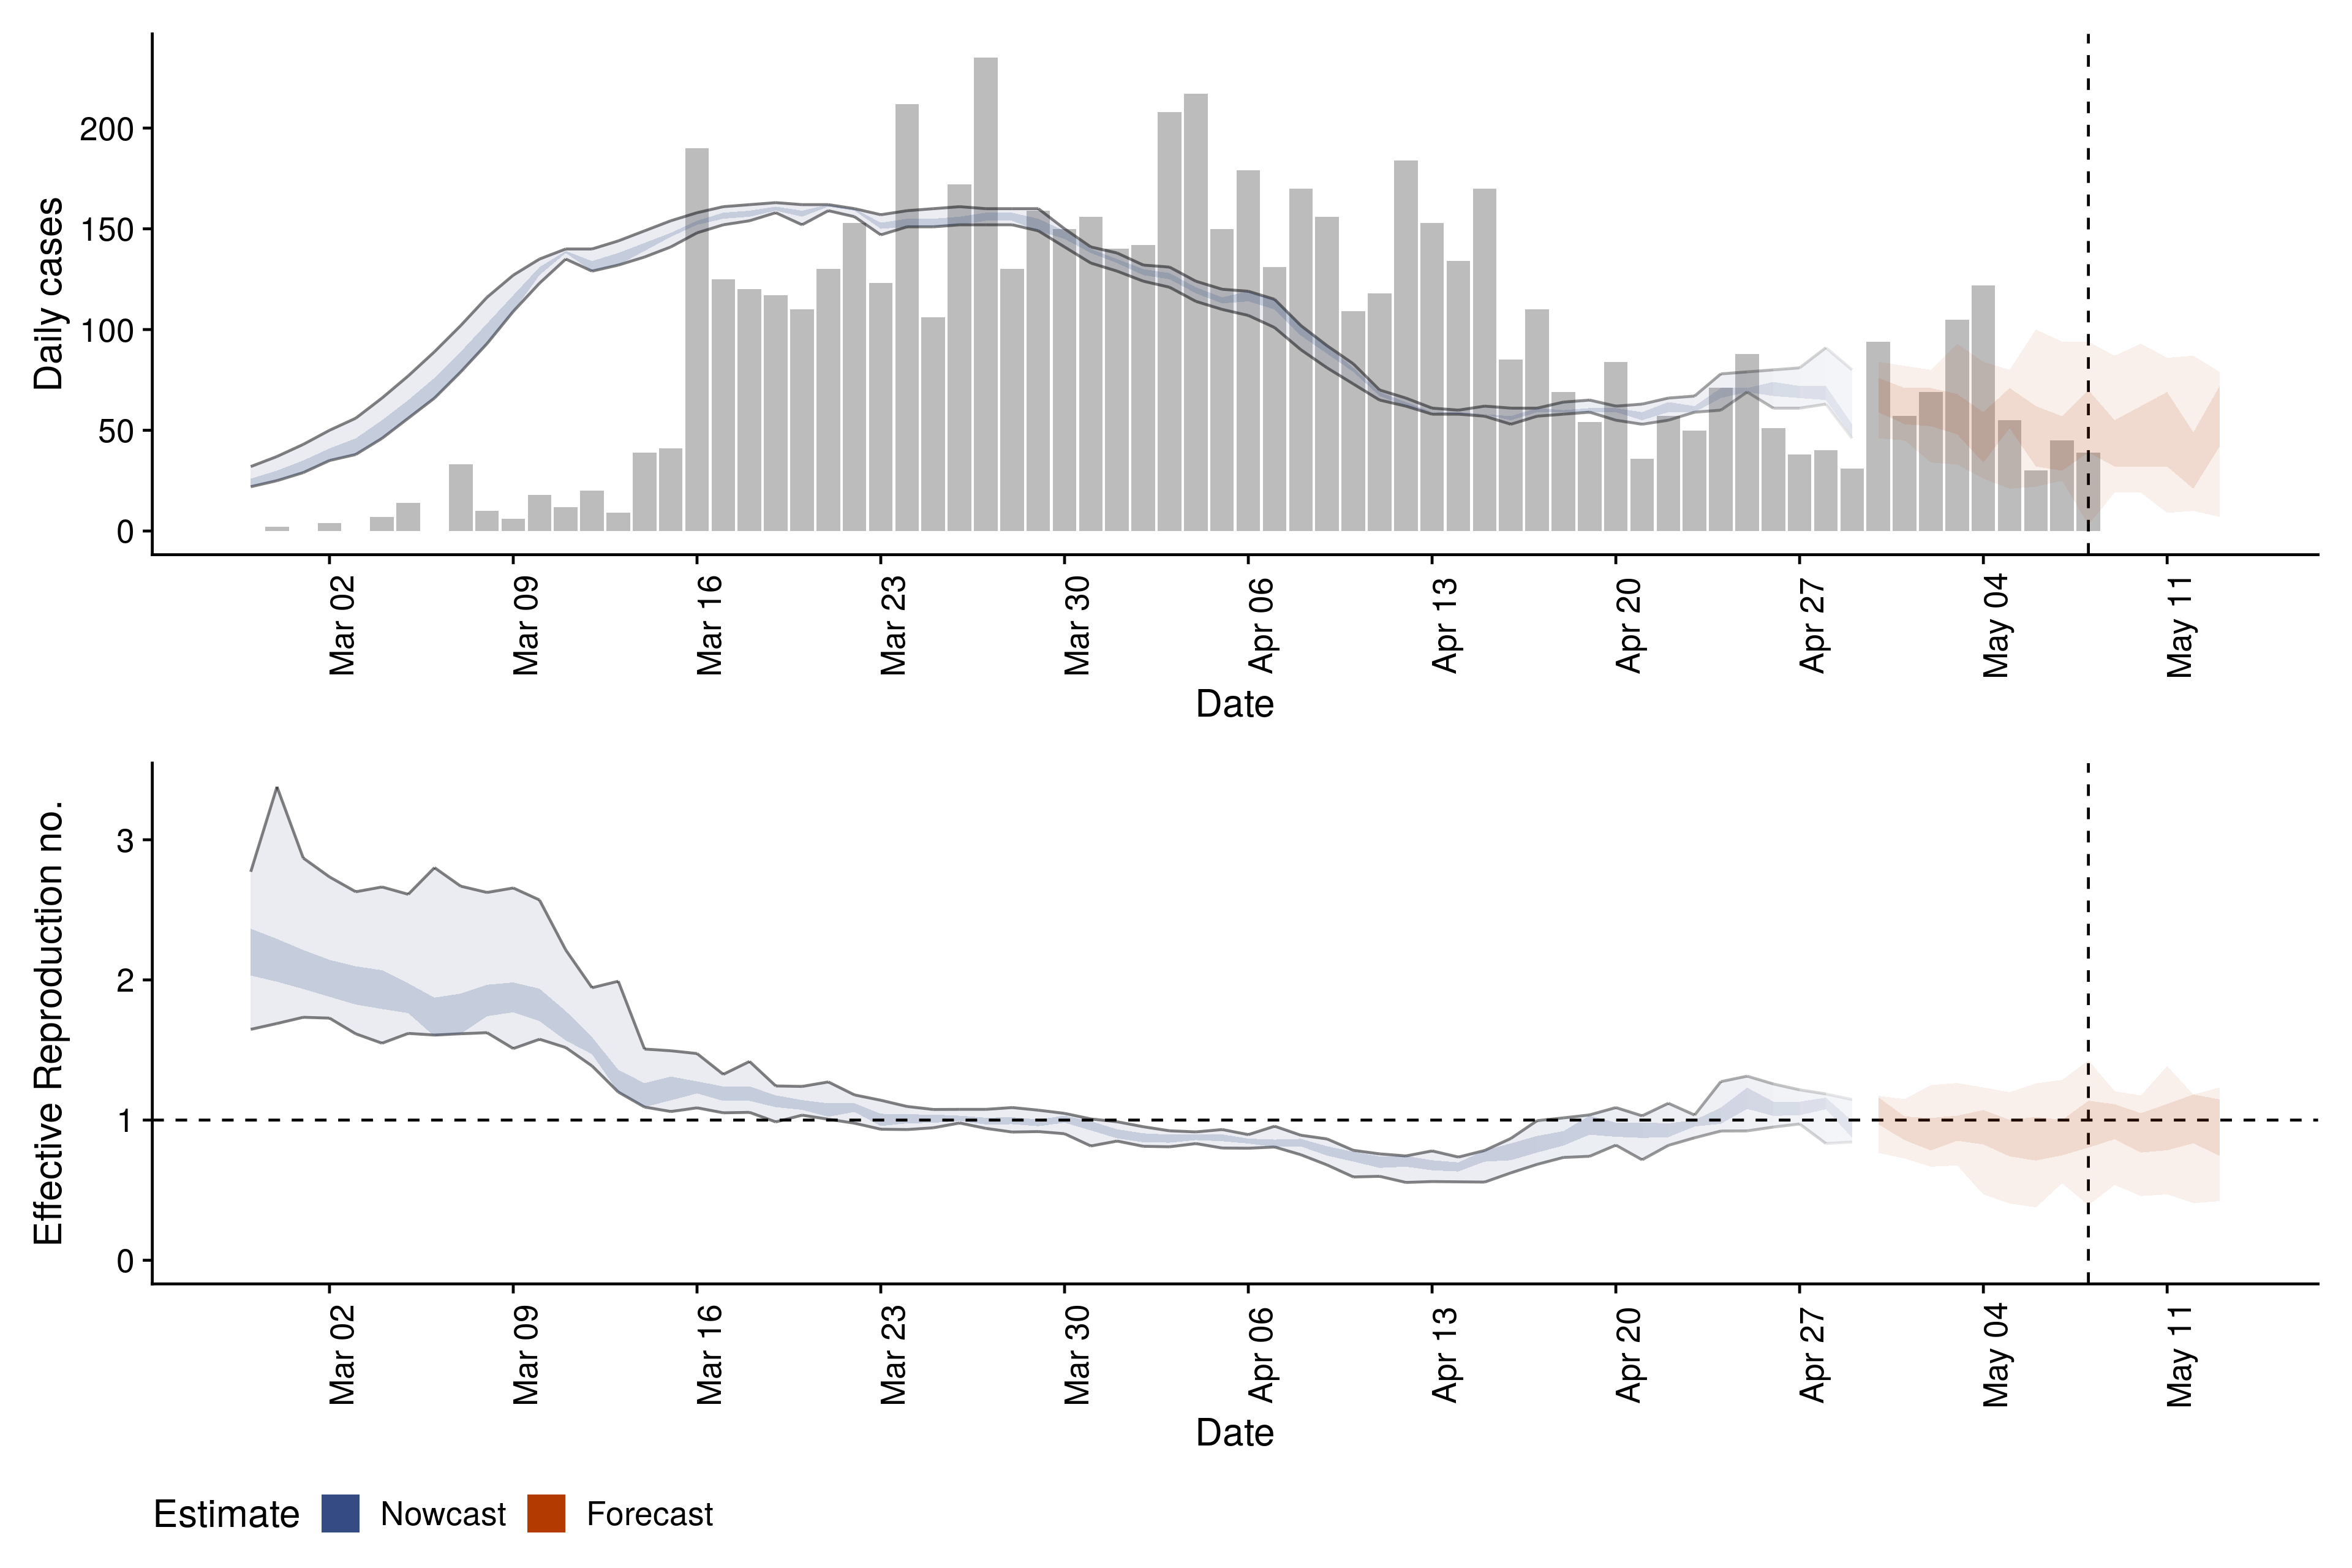 Daily cases
200
150
100
50
0
Mar 02
Mar 09
Mar 16
Mar 23
Mar 30
Apr 06
Apr 13
Apr 20
Apr 27
May 04
May 11
Date
Effective Reproduction no.
3
2
1
0
Mar 02
Mar 09
Mar 16
Mar 23
Mar 30
Apr 06
Apr 13
Apr 20
Apr 27
May 04
May 11
Date
Estimate Nowcast Forecast